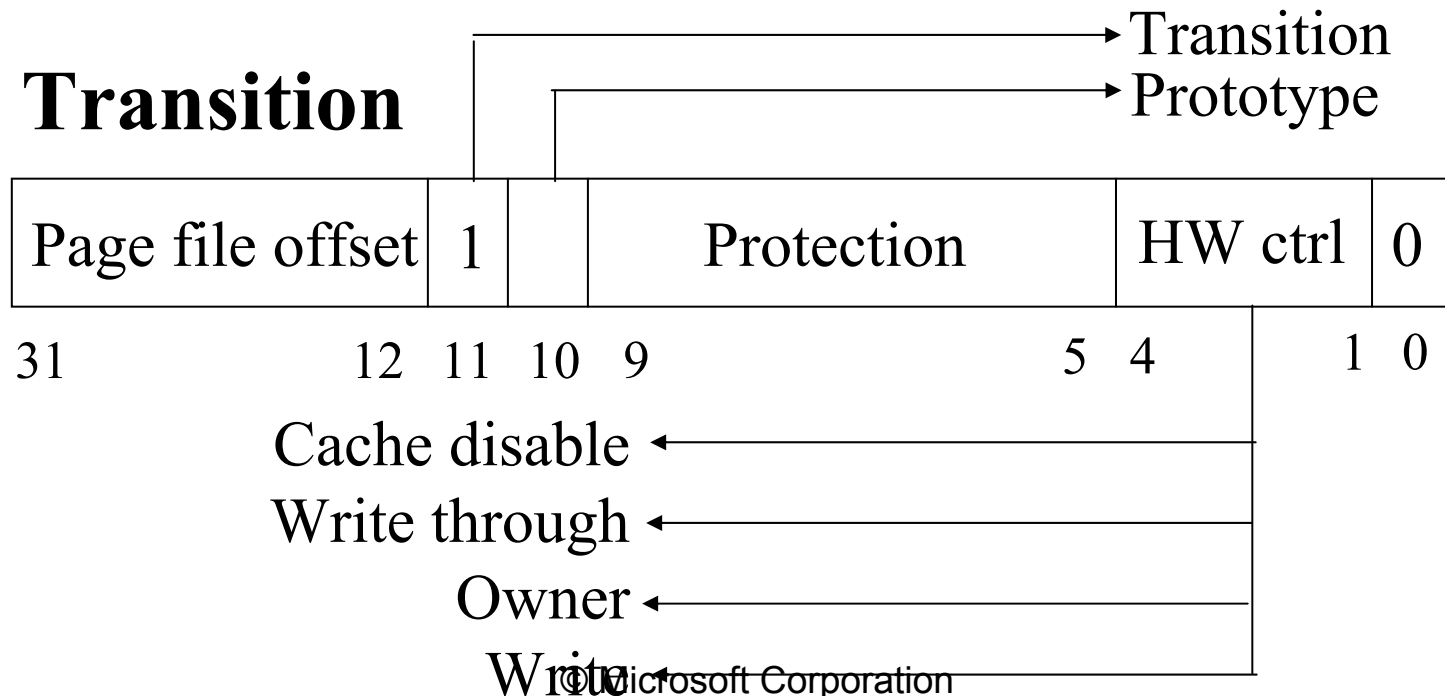 Transition
Prototype
Transition
Page file offset 1 Protection HW ctrl 0
31 12 11 10 9 5 4 1 0
Cache disable
Write through
Owner
Write
© Microsoft Corporation